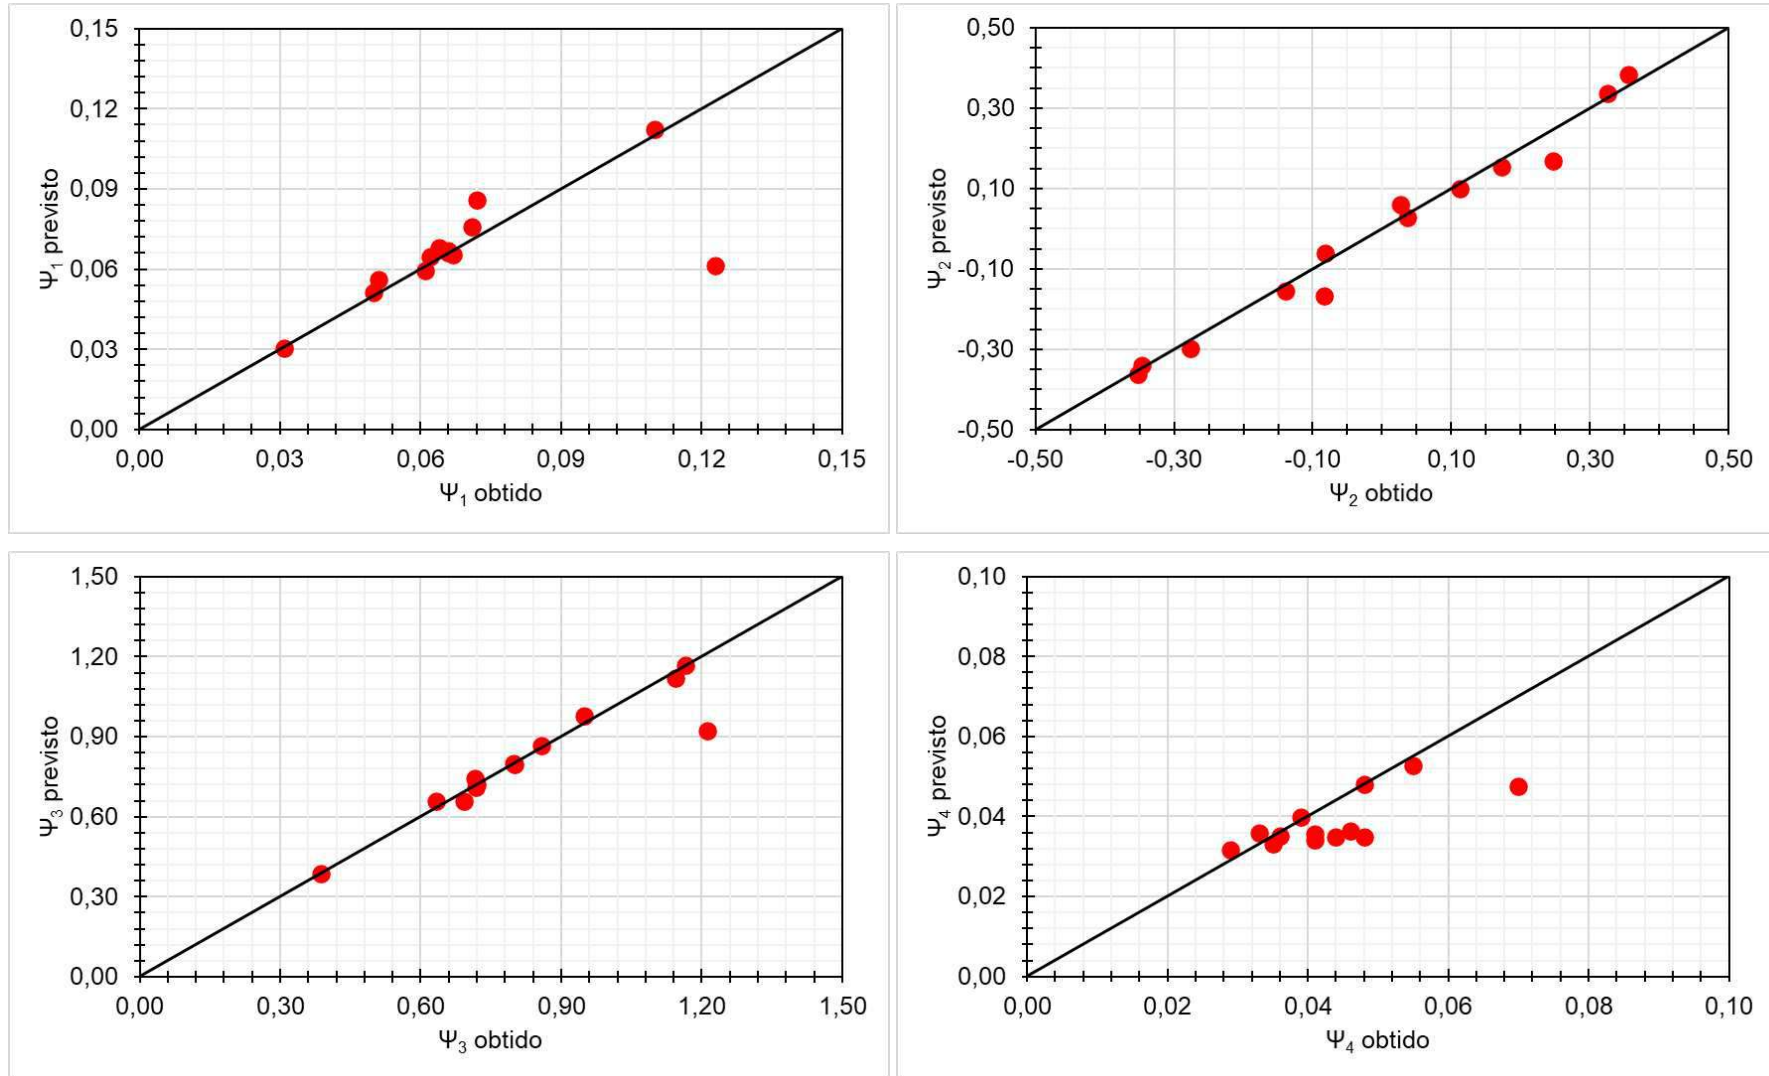 0,15
0,12
0,09
0,06
0,03
0,00
Ψ1 previsto
0,00 0,03 0,06 0,09 0,12 0,15
Ψ1 obtido
0,50
0,30
0,10
-0,10
-0,30
-0,50
Ψ2 previsto
-0,50 -0,30 -0,10 0,10 0,30 0,50
Ψ2 obtido
1,50
1,20
0,90
0,60
0,30
0,00
Ψ3 previsto
0,00 0,30 0,60 0,90 1,20 1,50
Ψ3 obtido
0,10
0,08
0,06
0,04
0,02
0,00
Ψ4 previsto
0,00 0,02 0,04 0,06 0,08 0,10
Ψ4 obtido